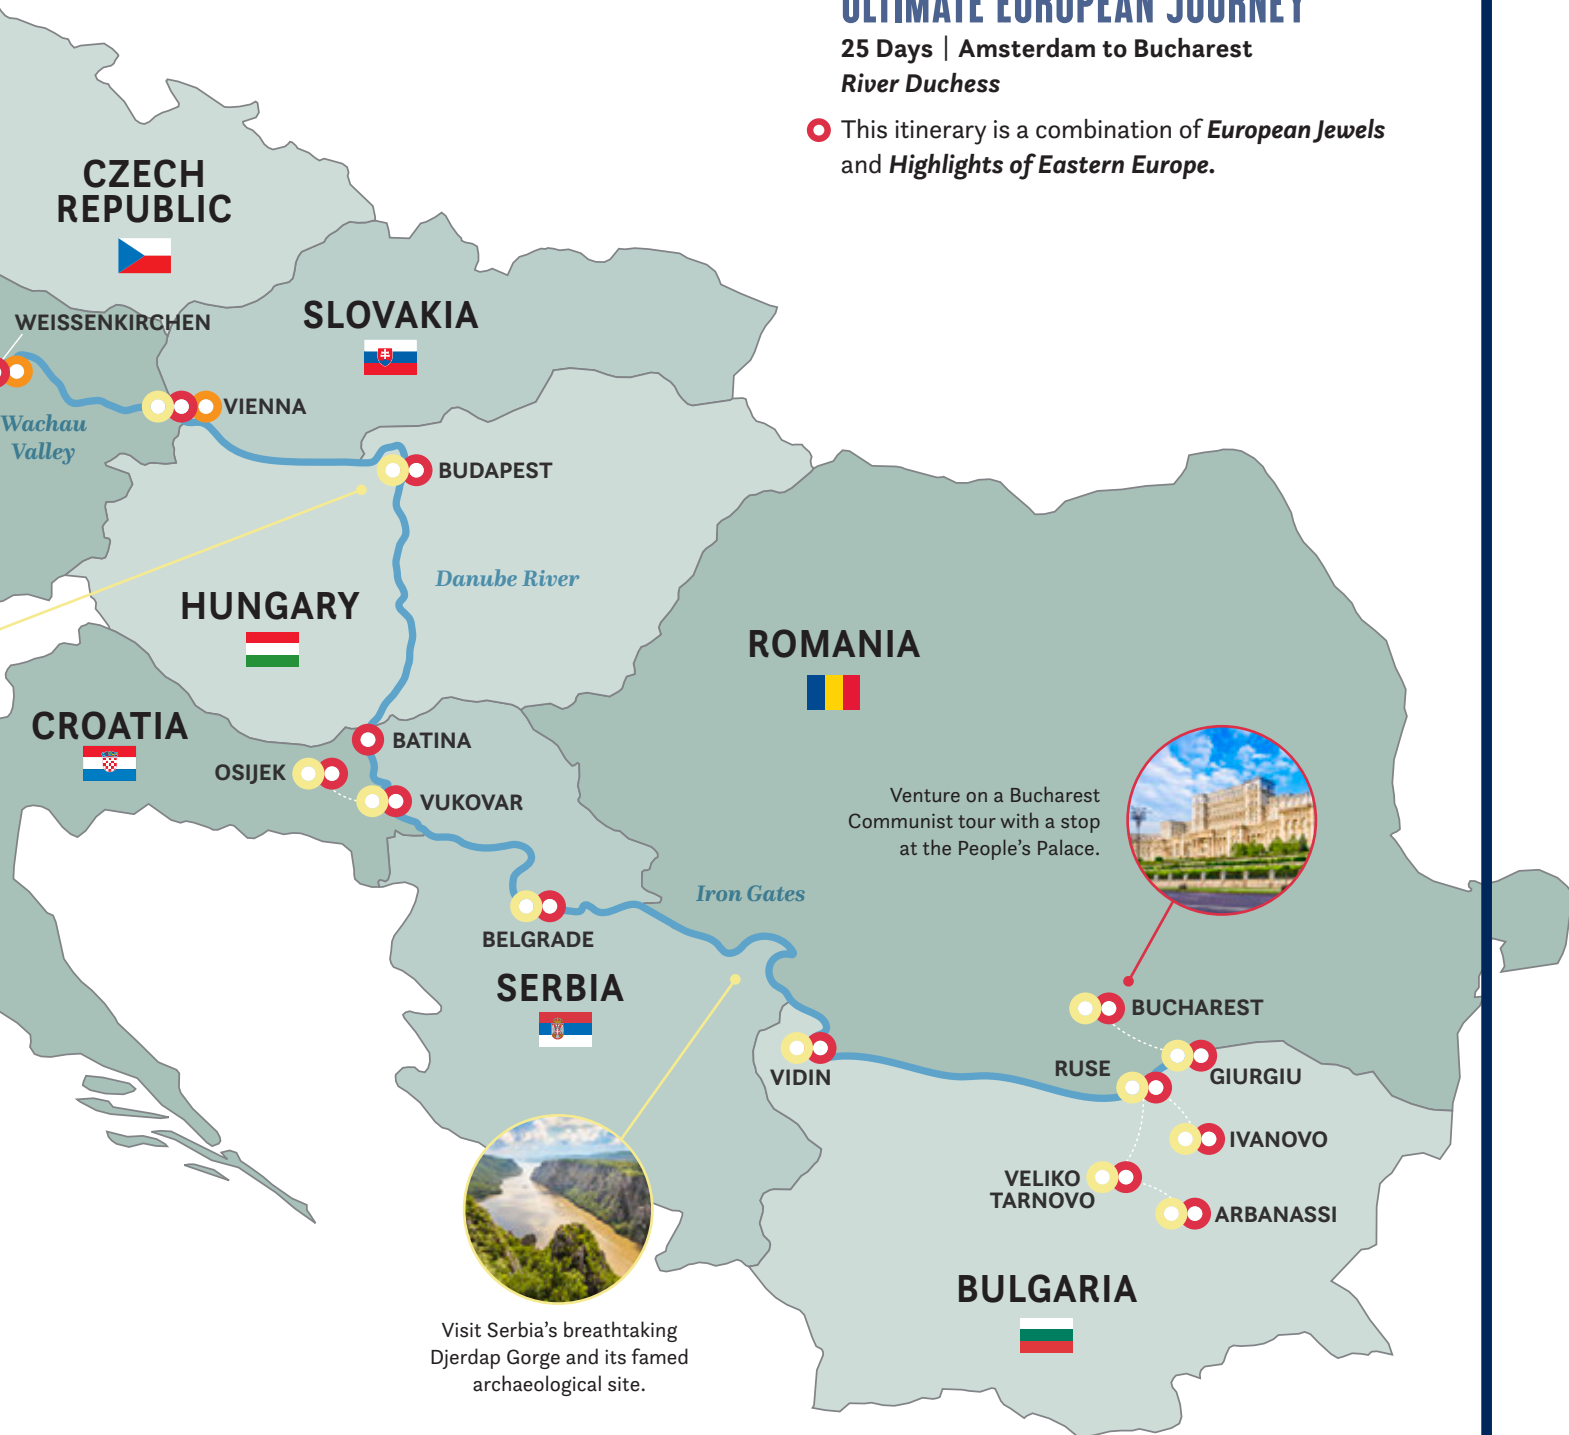 ULTIMATE EUROPEAN JOURNEY
25 Days | Amsterdam to Bucharest
River Duchess
This itinerary is a combination of European Jewels
and Highlights of Eastern Europe.
CZECH
REPUBLIC
SLOVAKIA
WEISSENKIRCHEN
VIENNA
Wachau
Valley
BUDAPEST
Danube River
HUNGARY
ROMANIA
CROATIA
BATINA
OSIJEK
VUKOVAR
Venture on a Bucharest
Communist tour with a stop
at the People's Palace.
Iron Gates
BELGRADE
SERBIA
BUCHAREST
RUSE
GIURGIU
VIDIN
IVANOVO
VELIKO
TARNOVO
ARBANASSI
BULGARIA
Visit Serbia's breathtaking
Djerdap Gorge and its famed
archaeological site.